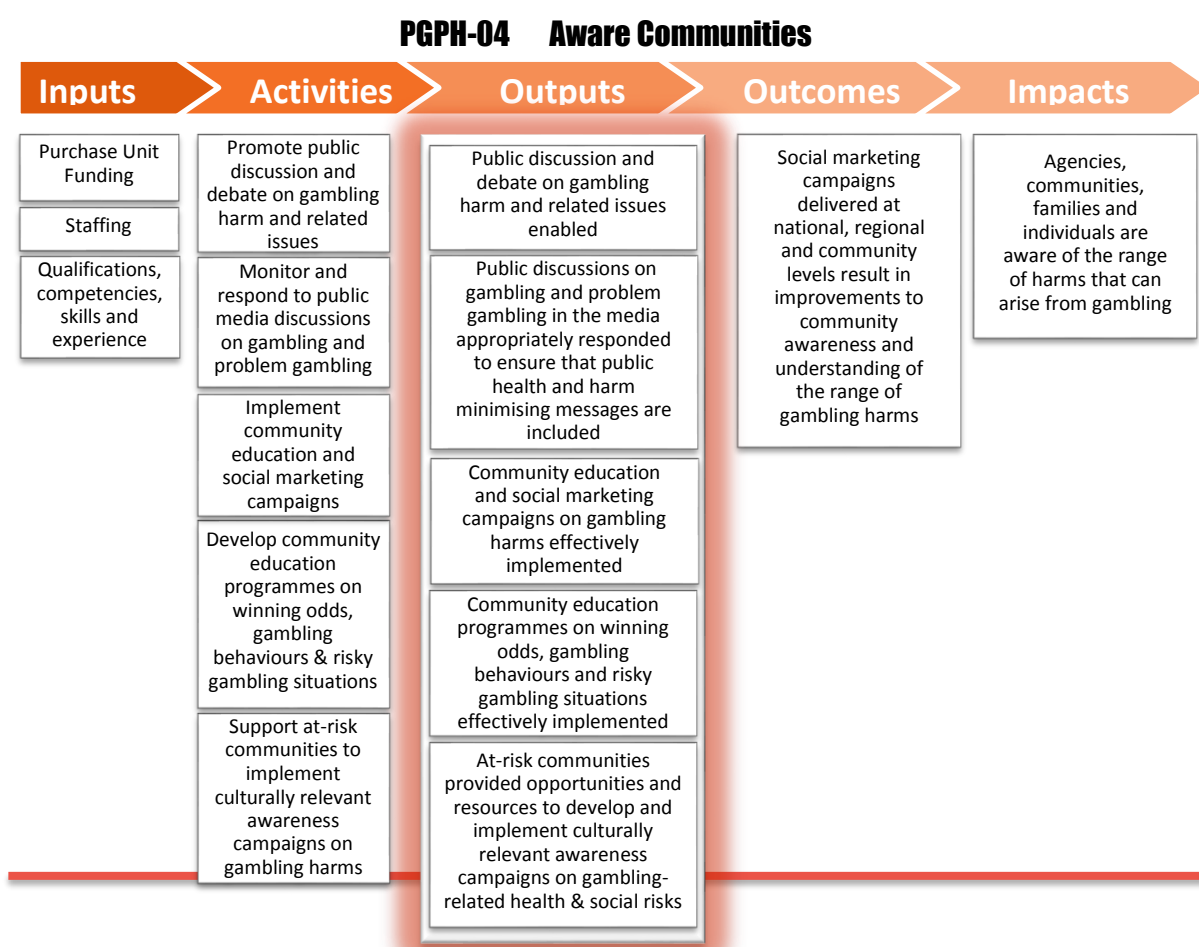 PGPH-04 Aware Communities
Inputs
Activities
Outputs
Outcomes
Impacts
Purchase Unit
Funding
Staffing
Qualifications,
competencies,
skills and
experience
Promote public
discussion and
debate on gambling
harm and related
issues
Monitor and
respond to public
media discussions
on gambling and
problem gambling
Implement
community
education and
social marketing
campaigns
Develop community
education
programmes on
winning odds,
gambling
behaviours & risky
gambling situations
Support at-risk
communities to
implement
culturally relevant
awareness
campaigns on
gambling harms
Public discussion and
debate on gambling
harm and related issues
enabled
Public discussions on
gambling and problem
gambling in the media
appropriately responded
to ensure that public
health and harm
minimising messages are
included
Community education
and social marketing
campaigns on gambling
harms effectively
implemented
Community education
programmes on winning
odds, gambling
behaviours and risky
gambling situations
effectively implemented
At-risk communities
provided opportunities and
resources to develop and
implement culturally
relevant awareness
campaigns on gambling-
related health & social risks
Social marketing
campaigns
delivered at
national, regional
and community
levels result in
improvements to
community
awareness and
understanding of
the range of
gambling harms
Agencies,
communities,
families and
individuals are
aware of the range
of harms that can
arise from gambling